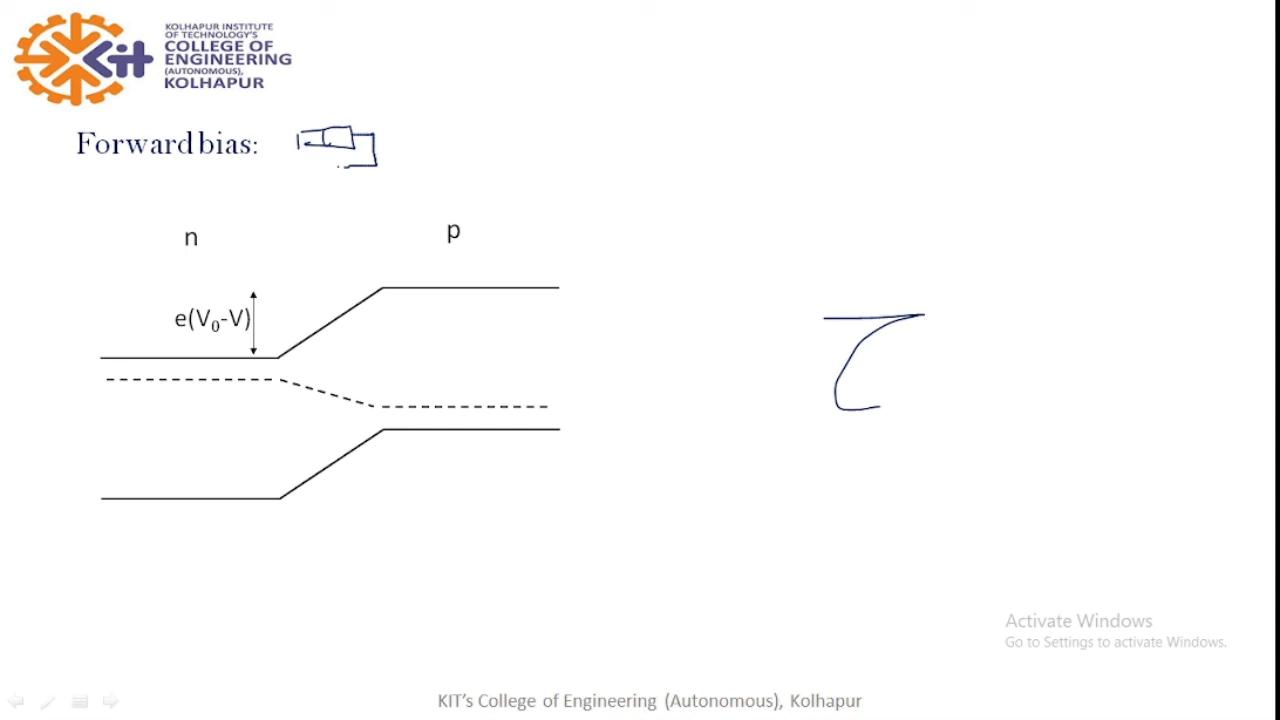 KOLHAPUR INSTITUTE
OF TECHNOLOGY'S
COLLEGE OF
ENGINEERING
(AUTONOMOUS),
KOLHAPUR
Kit
Forward bias:
n
p
e(V₀-V)
Activate Windows
Go to Settings to activate Windows.
KIT's College of Engineering (Autonomous), Kolhapur